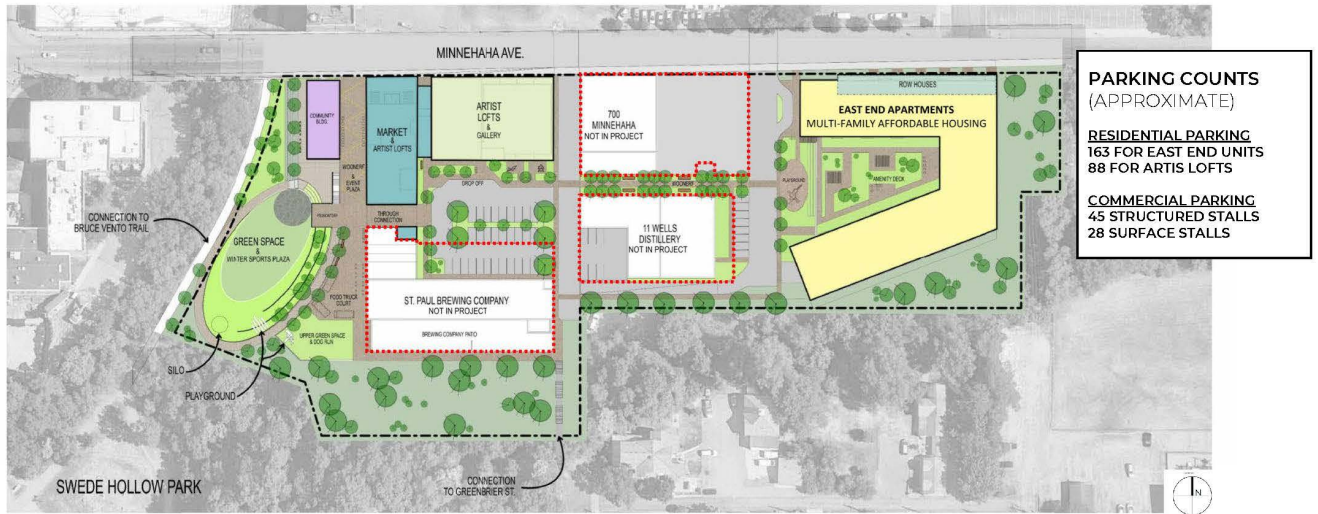 MINNEHAHA AVE.
PARKING COUNTS
(APPROXIMATE)
RESIDENTIAL PARKING
163 FOR EAST END UNITS
88 FOR ARTIS LOFTS
COMMERCIAL PARKING
45 STRUCTURED STALLS
28 SURFACE STALLS
COMMUNITY
BLDG.
MARKET
&
ARTIST LOFTS
ARTIST
LOFTS
&
GALLERY
700
MINNEHAHA
NOT IN PROJECT
ROW HOUSES
EAST END APARTMENTS
MULTI-FAMILY AFFORDABLE HOUSING
WOONERF
&
EVENT
PLAZA
DROP OFF
WOONERF
PLAYGROUND
AMENITY DECK
CONNECTION TO
BRUCE VENTO TRAIL
THROUGH
CONNECTION
GREEN SPACE
&
WINTER SPORTS PLAZA
11 WELLS
DISTILLERY
NOT IN PROJECT
FOOD TRUCK
COURT
ST. PAUL BREWING COMPANY
NOT IN PROJECT
BREWING COMPANY PATIO
UPPER GREEN SPACE
& DOG RUN
SILO
PLAYGROUND
CONNECTION
TO GREENBRIER ST.
SWEDE HOLLOW PARK
N